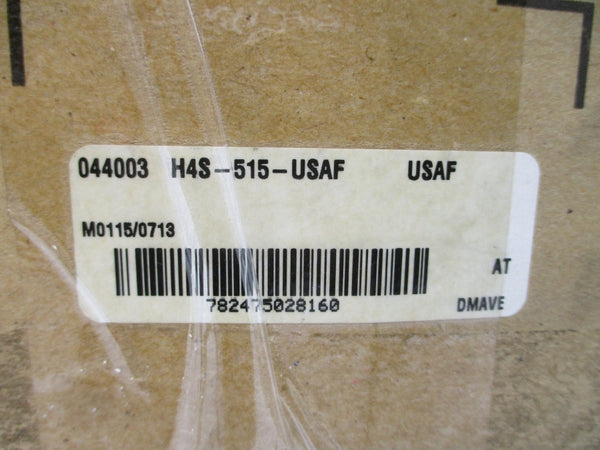 044003 H4S-515-USAF USAF
M0115/0713
AT
782475028160
DMAVE